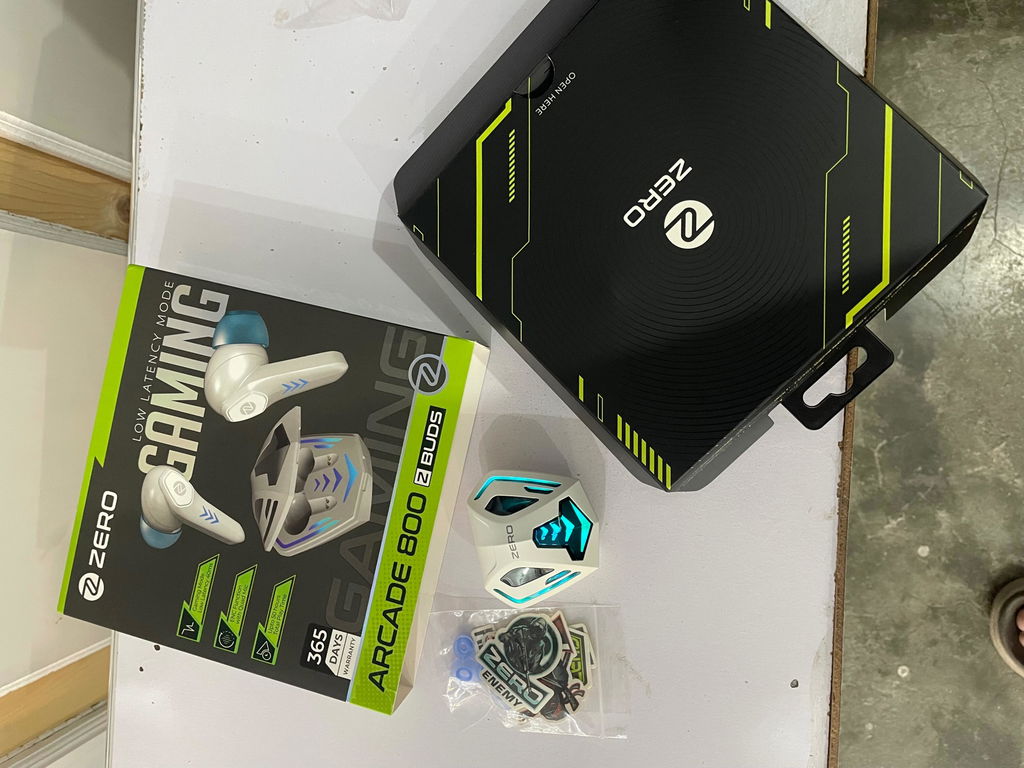 OPEN HERE
ZERO
ZERO
LOW LATENCY MODE
GAMING
GAMING
365
DAYS
WARRANTY
ARCADE 800 Z BUDS
ZERO
ZERO
ENEMY